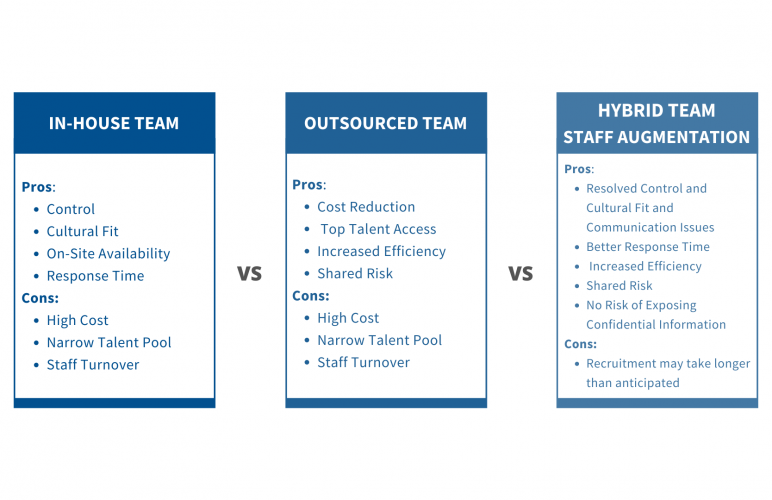 IN-HOUSE TEAM
Pros:
• Control
• Cultural Fit
• On-Site Availability
• Response Time
Cons:
• High Cost
• Narrow Talent Pool
• Staff Turnover
VS
OUTSOURCED TEAM
Pros:
• Cost Reduction
• Top Talent Access
• Increased Efficiency
• Shared Risk
Cons:
• High Cost
• Narrow Talent Pool
• Staff Turnover
VS
HYBRID TEAM
STAFF AUGMENTATION
Pros:
• Resolved Control and
Cultural Fit and
Communication Issues
• Better Response Time
• Increased Efficiency
• Shared Risk
• No Risk of Exposing
Confidential Information
Cons:
• Recruitment may take longer
than anticipated